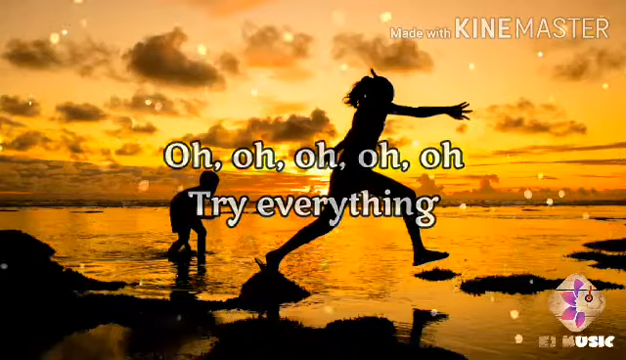 Made with KINEMASTER
Oh, oh, oh, oh, oh
Try everything
EJ MUSIC